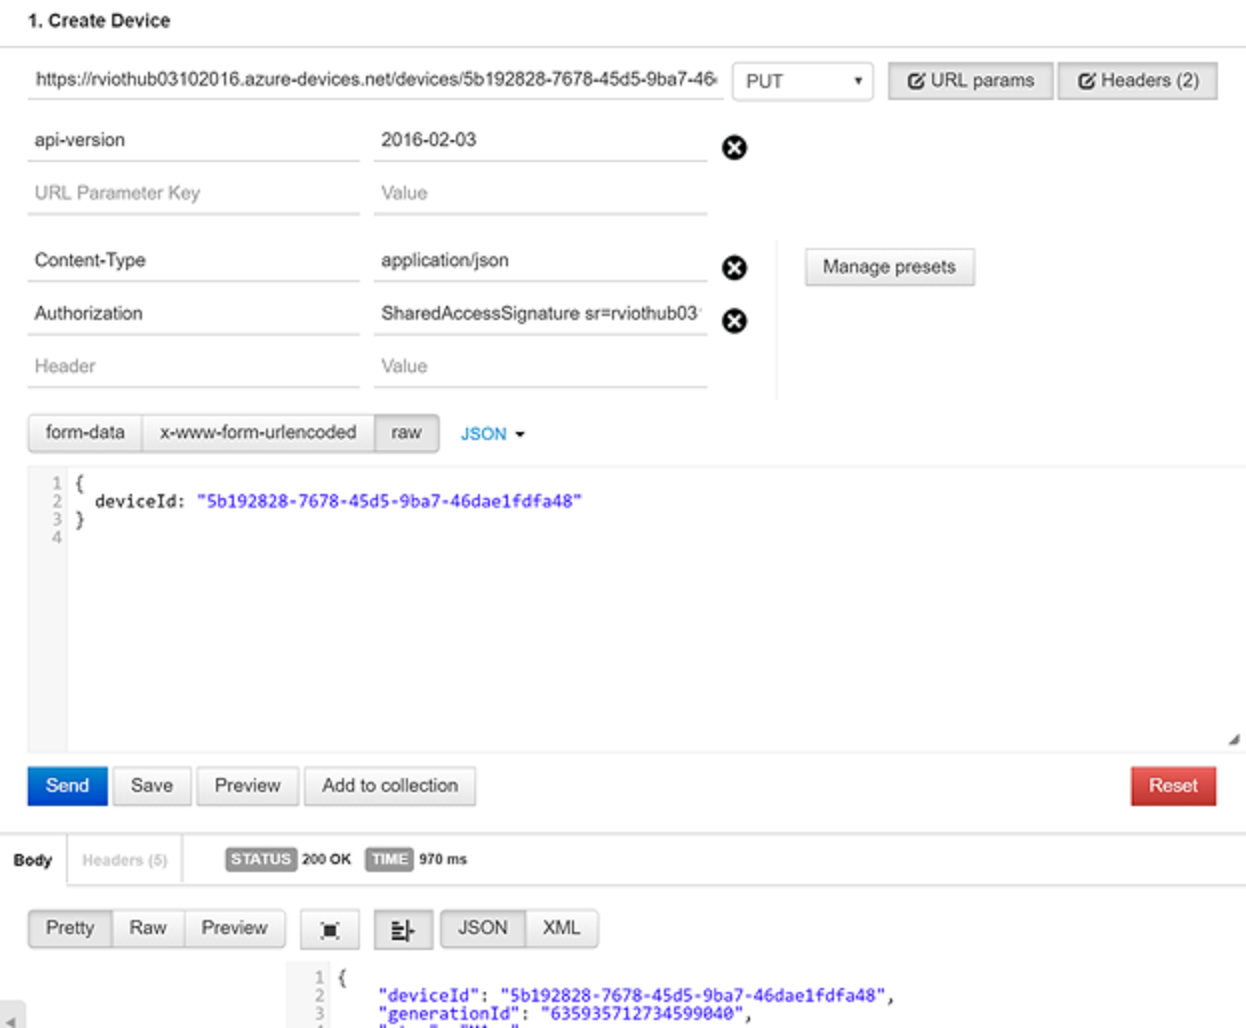 1. Create Device
https://rviothub03102016.azure-devices.net/devices/5b192828-7678-45d5-9ba7-46 PUT URL params Headers (2)
api-version 2016-02-03
URL Parameter Key Value
Content-Type application/json Manage presets
Authorization SharedAccessSignature sr=rviothub03
Header Value
form-data x-www-form-urlencoded raw JSON
1 {
2 deviceId: "5b192828-7678-45d5-9ba7-46dae1fdfa48"
3 }
4
Send Save Preview Add to collection Reset
Body Headers (5) STATUS 200 OK TIME 970 ms
Pretty Raw Preview JSON XML
1 {
2 "deviceId": "5b192828-7678-45d5-9ba7-46dae1fdfa48",
3 "generationId": "635935712734599040",